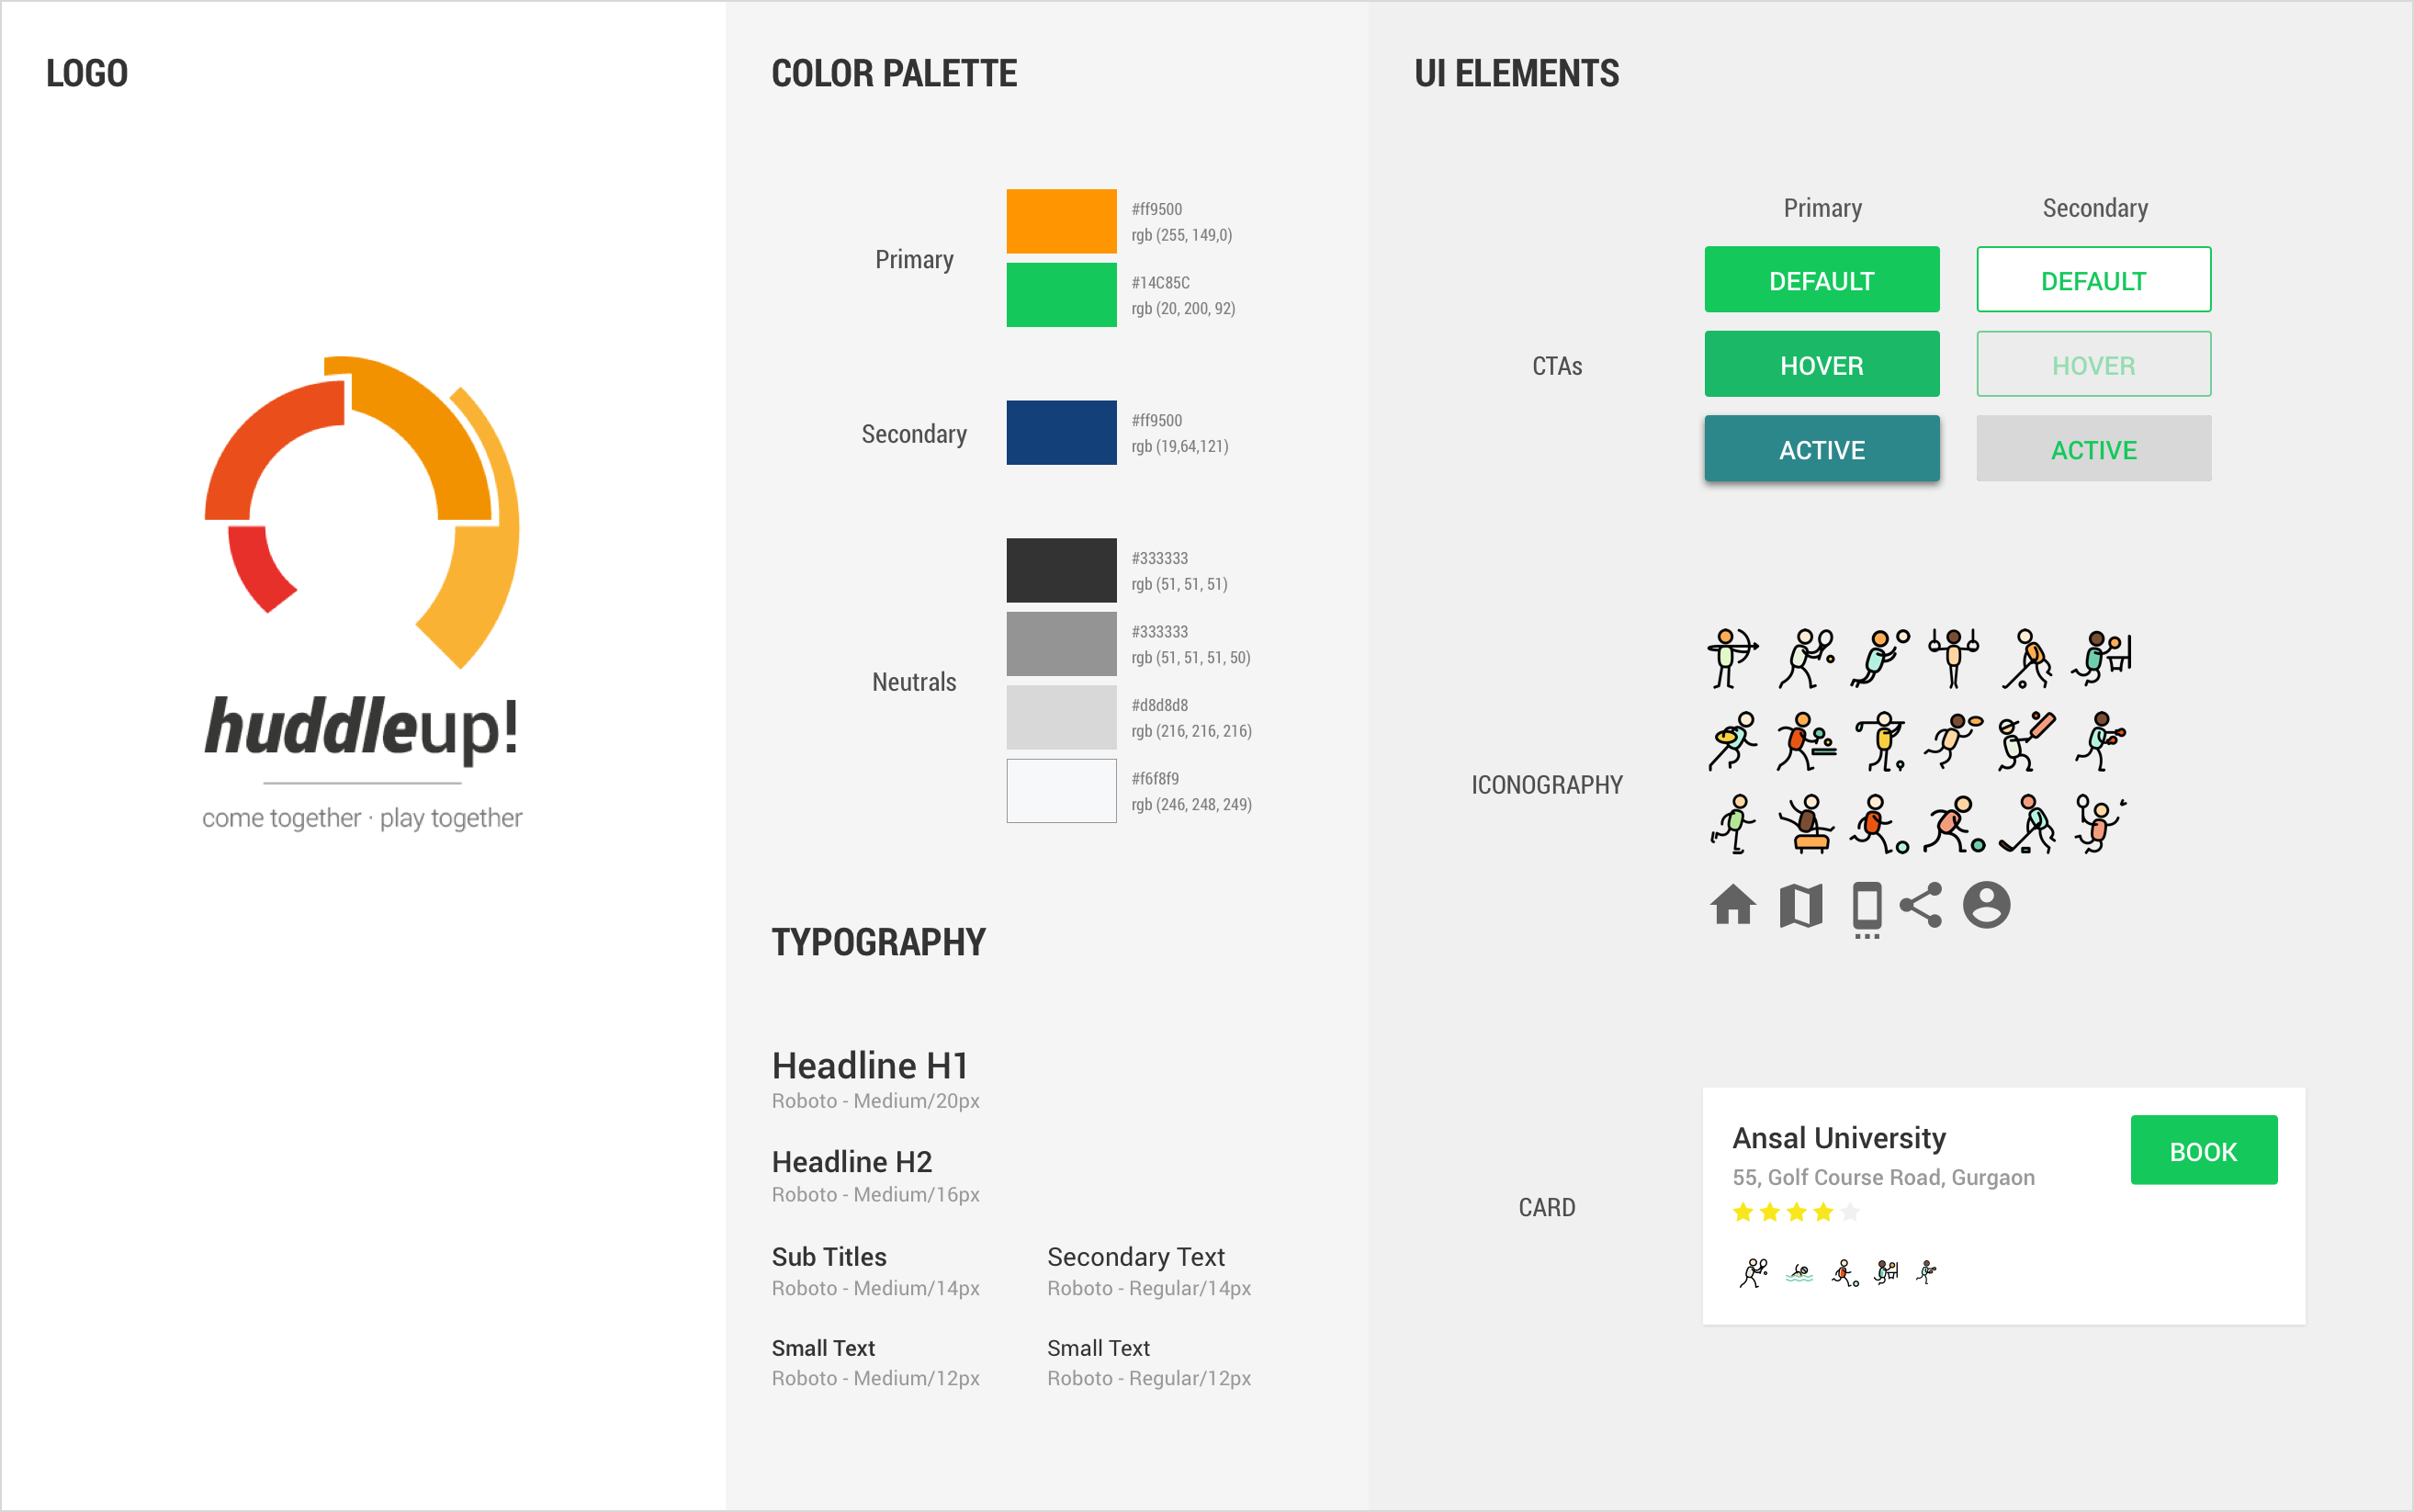 LOGO
huddleup!
come together · play together
COLOR PALETTE
Primary
#ff9500
rgb (255, 149,0)
#14C85C
rgb (20, 200, 92)
Secondary
#ff9500
rgb (19,64,121)
Neutrals
#333333
rgb (51, 51, 51)
#333333
rgb (51, 51, 51, 50)
#d8d8d8
rgb (216, 216, 216)
#f6f8f9
rgb (246, 248, 249)
TYPOGRAPHY
Headline H1
Roboto - Medium/20px
Headline H2
Roboto - Medium/16px
Sub Titles
Roboto - Medium/14px
Secondary Text
Roboto - Regular/14px
Small Text
Roboto - Medium/12px
Small Text
Roboto - Regular/12px
UI ELEMENTS
Primary
Secondary
CTAs
DEFAULT
DEFAULT
HOVER
HOVER
ACTIVE
ACTIVE
ICONOGRAPHY
CARD
Ansal University
55, Golf Course Road, Gurgaon
BOOK